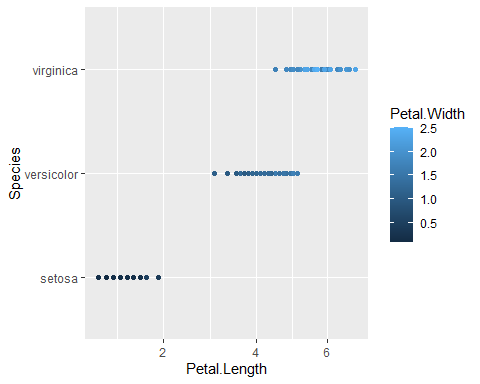 virginica
versicolor
setosa
Species
2 4 6
Petal.Length
Petal.Width
2.5
2.0
1.5
1.0
0.5